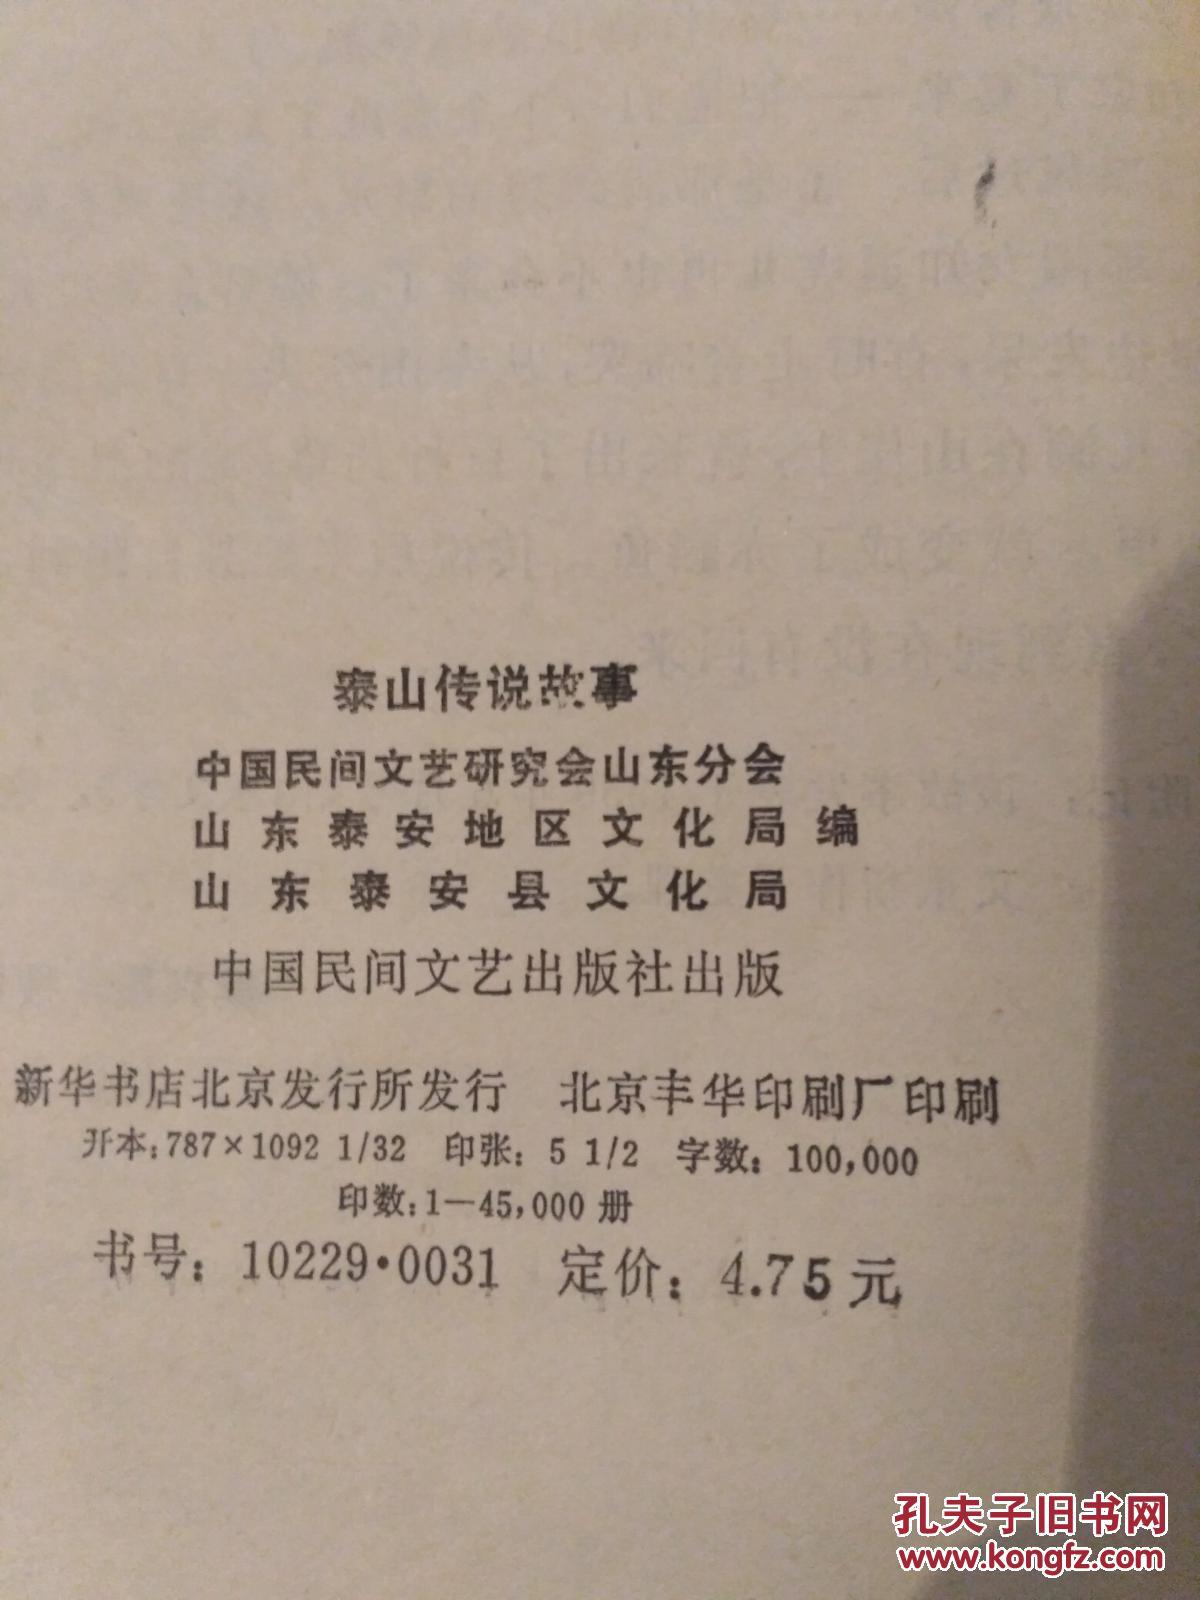 泰山传说故事
中国民间文艺研究会山东分会
山东泰安地区文化局 编
山东泰安县文化局
中国民间文艺出版社出版
新华书店北京发行所发行 北京丰华印刷厂印刷
开本:787×1092 1/32 印张:5 1/2 字数:100,000
印数:1—45,000 册
书号:10229·0031 定价:4.75元
孔夫子旧书网
www.kongfz.com